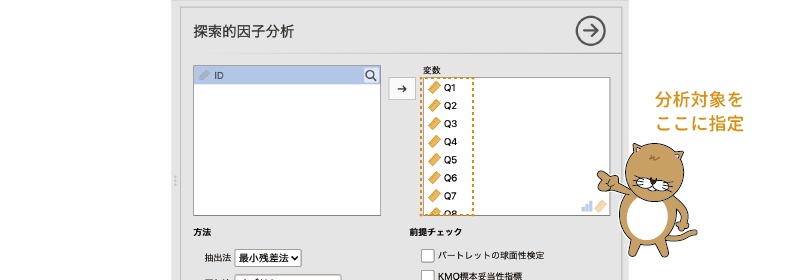 探索的因子分析
ID
変数
Q1
Q2
Q3
Q4
Q5
Q6
Q7
Q8
分析対象を
ここに指定
方法
抽出法 最小残差法
前提チェック
バートレットの球面性検定
KMO標本妥当性指標